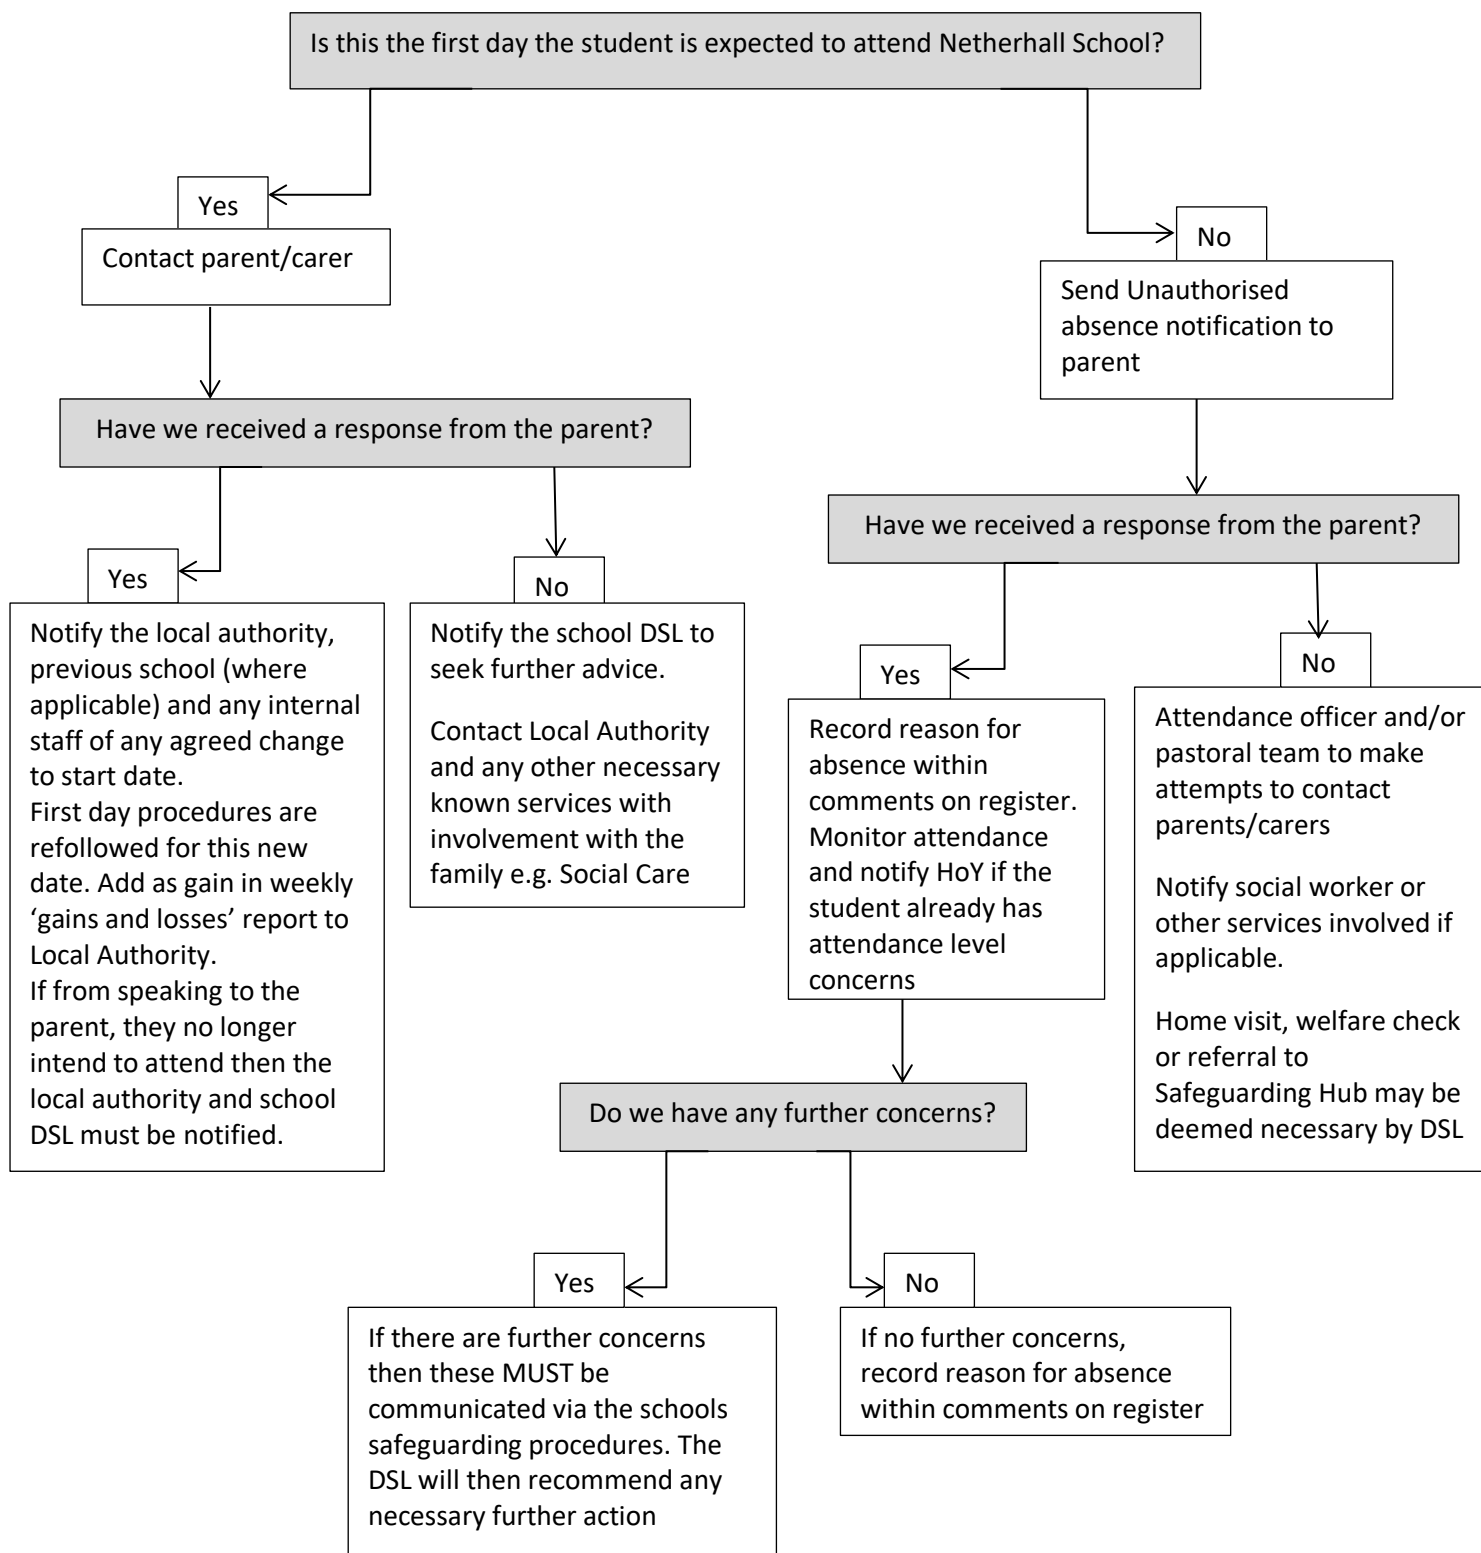 Is this the first day the student is expected to attend Netherhall School?
Yes
Contact parent/carer
No
Send Unauthorised
absence notification to
parent
Have we received a response from the parent?
Yes
Notify the local authority,
previous school (where
applicable) and any internal
staff of any agreed change
to start date.
First day procedures are
refollowed for this new
date. Add as gain in weekly
‘gains and losses’ report to
Local Authority.
If from speaking to the
parent, they no longer
intend to attend then the
local authority and school
DSL must be notified.
No
Notify the school DSL to
seek further advice.
Contact Local Authority
and any other necessary
known services with
involvement with the
family e.g. Social Care
Have we received a response from the parent?
Yes
Record reason for
absence within
comments on register.
Monitor attendance
and notify HoY if the
student already has
attendance level
concerns
No
Attendance officer and/or
pastoral team to make
attempts to contact
parents/carers
Notify social worker or
other services involved if
applicable.
Home visit, welfare check
or referral to
Safeguarding Hub may be
deemed necessary by DSL
Do we have any further concerns?
Yes
If there are further concerns
then these MUST be
communicated via the schools
safeguarding procedures. The
DSL will then recommend any
necessary further action
No
If no further concerns,
record reason for absence
within comments on register